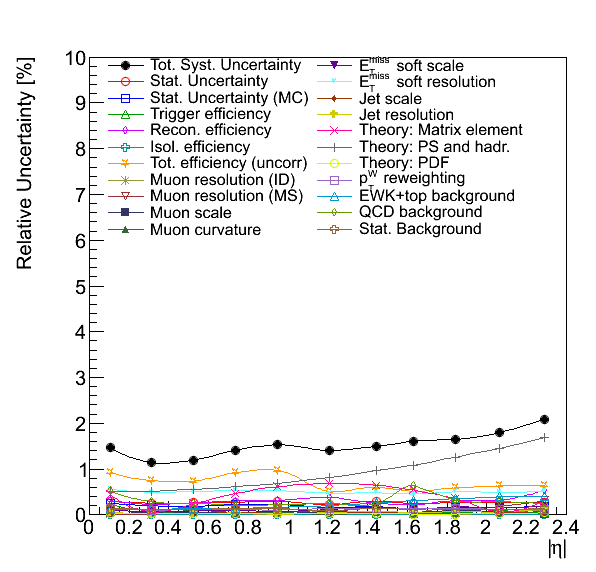 Relative Uncertainty [%]
10
9
8
7
6
5
4
3
2
1
0
Tot. Syst. Uncertainty
Stat. Uncertainty
Stat. Uncertainty (MC)
Trigger efficiency
Recon. efficiency
Isol. efficiency
Tot. efficiency (uncorr)
Muon resolution (ID)
Muon resolution (MS)
Muon scale
Muon curvature
E_T^miss soft scale
E_T^miss soft resolution
Jet scale
Jet resolution
Theory: Matrix element
Theory: PS and hadr.
Theory: PDF
p_T^W reweighting
EWK+top background
QCD background
Stat. Background
0 0.2 0.4 0.6 0.8 1 1.2 1.4 1.6 1.8 2 2.2 2.4
|η|